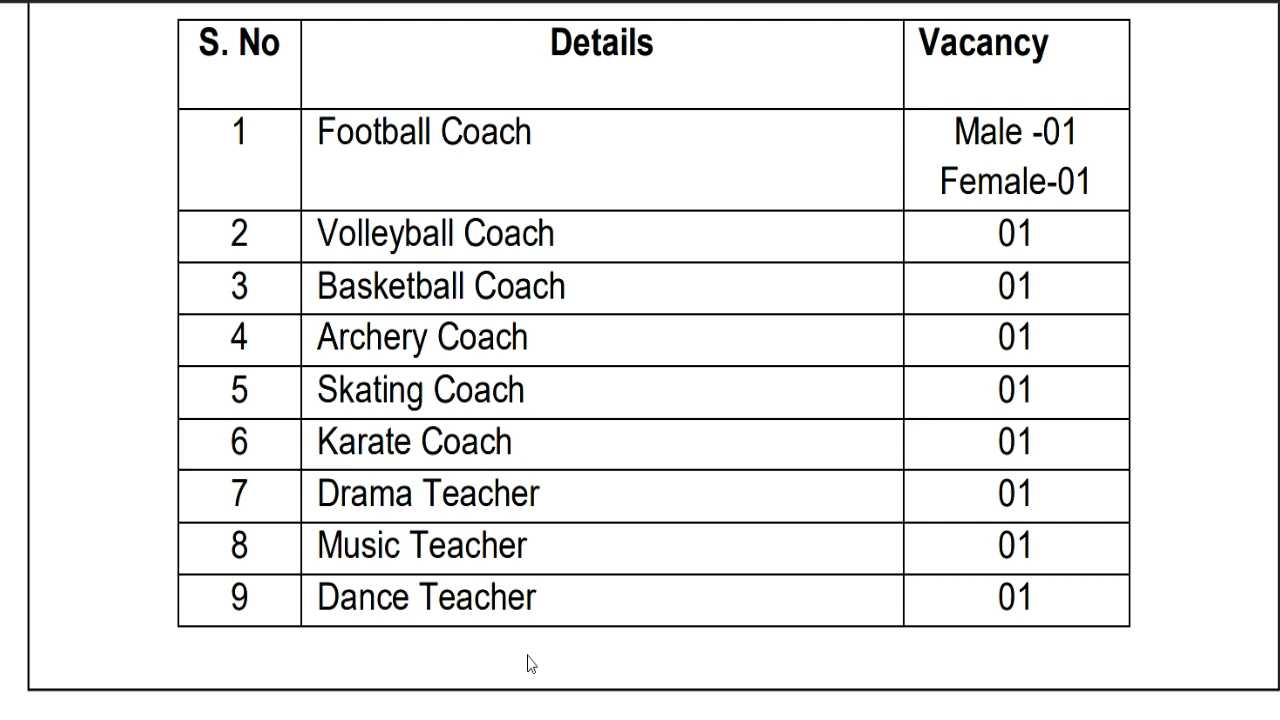 S. No Details Vacancy
1 Football Coach Male -01
Female-01
2 Volleyball Coach 01
3 Basketball Coach 01
4 Archery Coach 01
5 Skating Coach 01
6 Karate Coach 01
7 Drama Teacher 01
8 Music Teacher 01
9 Dance Teacher 01